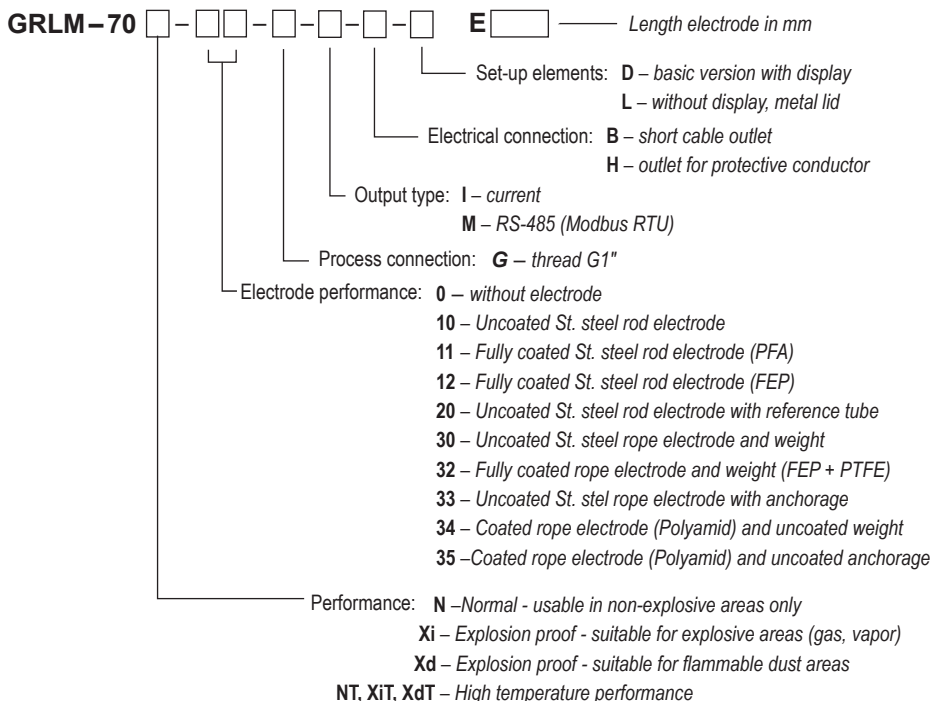 GRLM–70 – – – – – E Length electrode in mm
Set-up elements: D – basic version with display
L – without display, metal lid
Electrical connection: B – short cable outlet
H – outlet for protective conductor
Output type: I – current
M – RS-485 (Modbus RTU)
Process connection: G – thread G1"
Electrode performance: 0 – without electrode
10 – Uncoated St. steel rod electrode
11 – Fully coated St. steel rod electrode (PFA)
12 – Fully coated St. steel rod electrode (FEP)
20 – Uncoated St. steel rod electrode with reference tube
30 – Uncoated St. steel rope electrode and weight
32 – Fully coated rope electrode and weight (FEP + PTFE)
33 – Uncoated St. stel rope electrode with anchorage
34 – Coated rope electrode (Polyamid) and uncoated weight
35 –Coated rope electrode (Polyamid) and uncoated anchorage
Performance: N –Normal - usable in non-explosive areas only
Xi – Explosion proof - suitable for explosive areas (gas, vapor)
Xd – Explosion proof - suitable for flammable dust areas
NT, XiT, XdT – High temperature performance